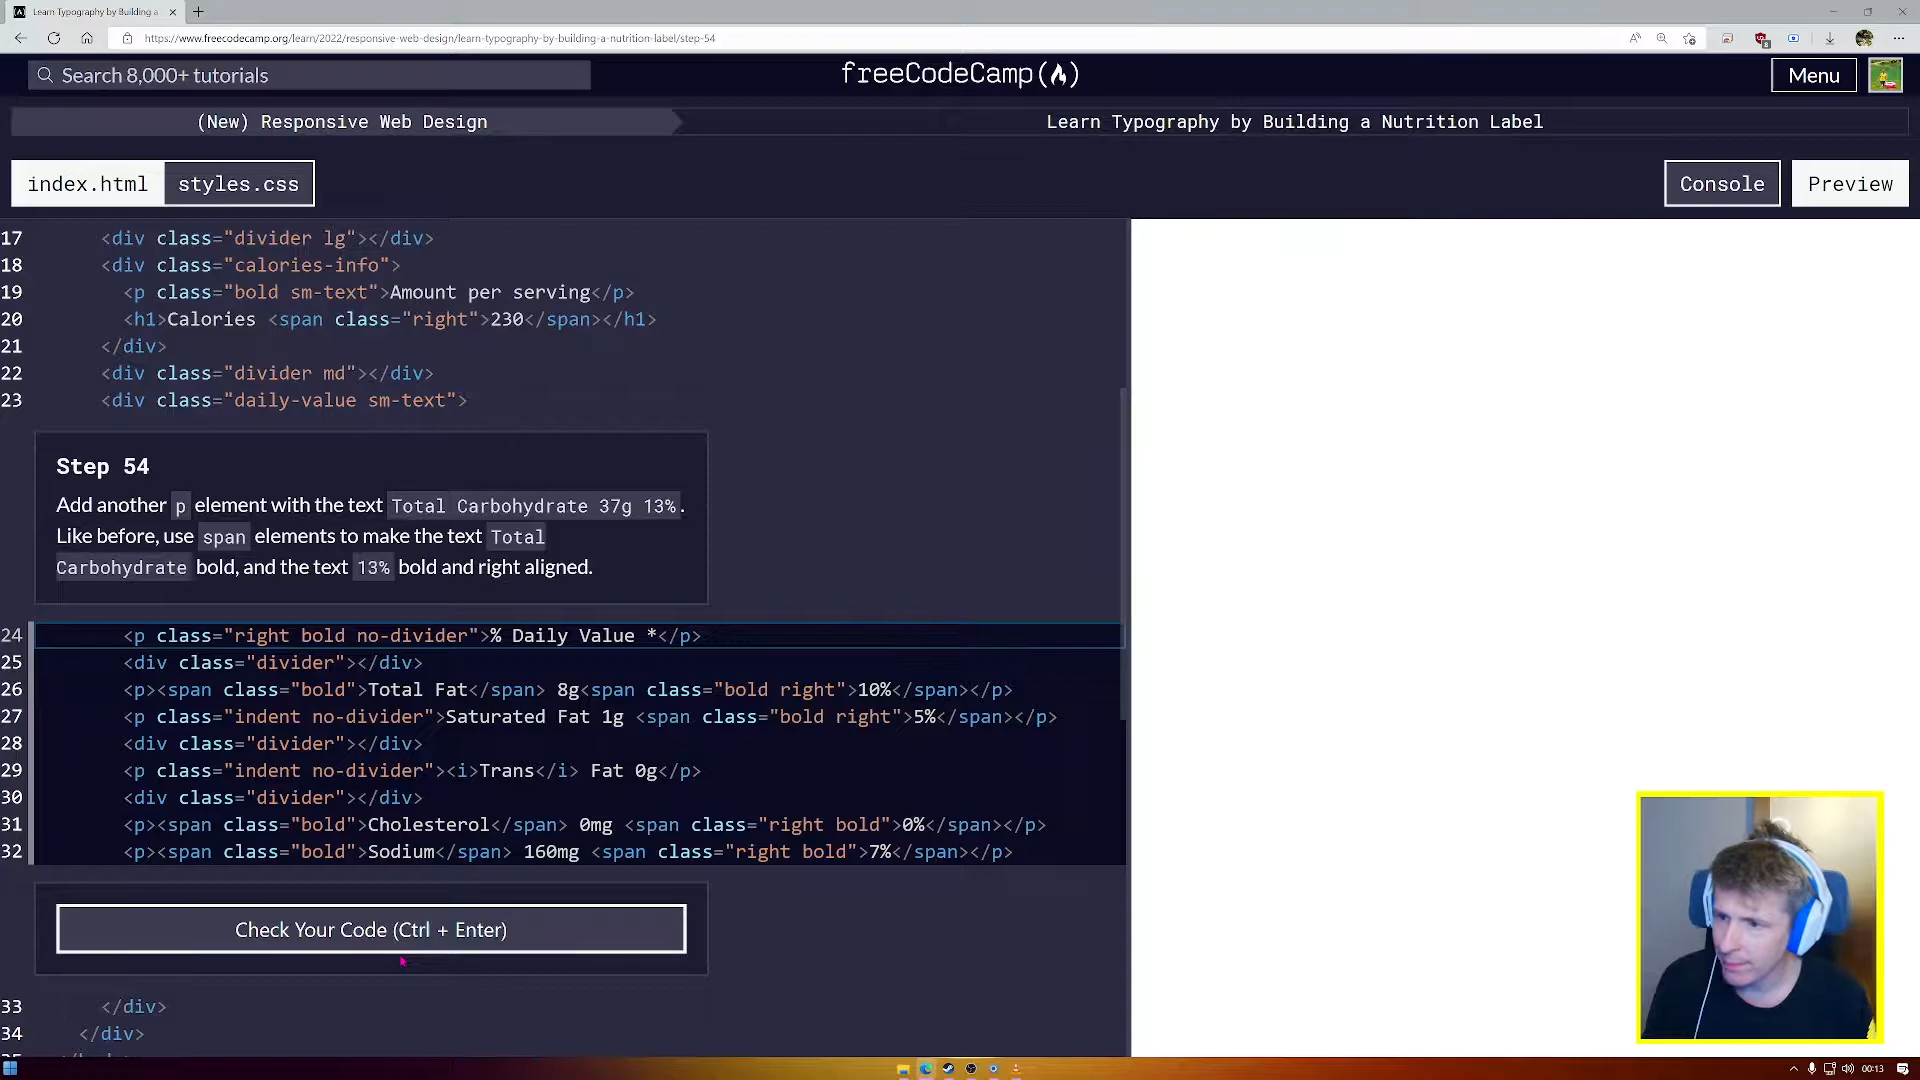 Learn Typography by Building a
https://www.freecodecamp.org/learn/2022/responsive-web-design/learn-typography-by-building-a-nutrition-label/step-54
Search 8,000+ tutorials
freeCodeCamp(🔥)
Menu
(New) Responsive Web Design
Learn Typography by Building a Nutrition Label
index.html
styles.css
Console
Preview
17 <div class="divider lg"></div>
18 <div class="calories-info">
19 <p class="bold sm-text">Amount per serving</p>
20 <h1>Calories <span class="right">230</span></h1>
21 </div>
22 <div class="divider md"></div>
23 <div class="daily-value sm-text">
Step 54
Add another p element with the text Total Carbohydrate 37g 13%.
Like before, use span elements to make the text Total
Carbohydrate bold, and the text 13% bold and right aligned.
24 <p class="right bold no-divider">% Daily Value *</p>
25 <div class="divider"></div>
26 <p><span class="bold">Total Fat</span> 8g<span class="bold right">10%</span></p>
27 <p class="indent no-divider">Saturated Fat 1g <span class="bold right">5%</span></p>
28 <div class="divider"></div>
29 <p class="indent no-divider"><i>Trans</i> Fat 0g</p>
30 <div class="divider"></div>
31 <p><span class="bold">Cholesterol</span> 0mg <span class="right bold">0%</span></p>
32 <p><span class="bold">Sodium</span> 160mg <span class="right bold">7%</span></p>
Check Your Code (Ctrl + Enter)
33 </div>
34 </div>
00:13